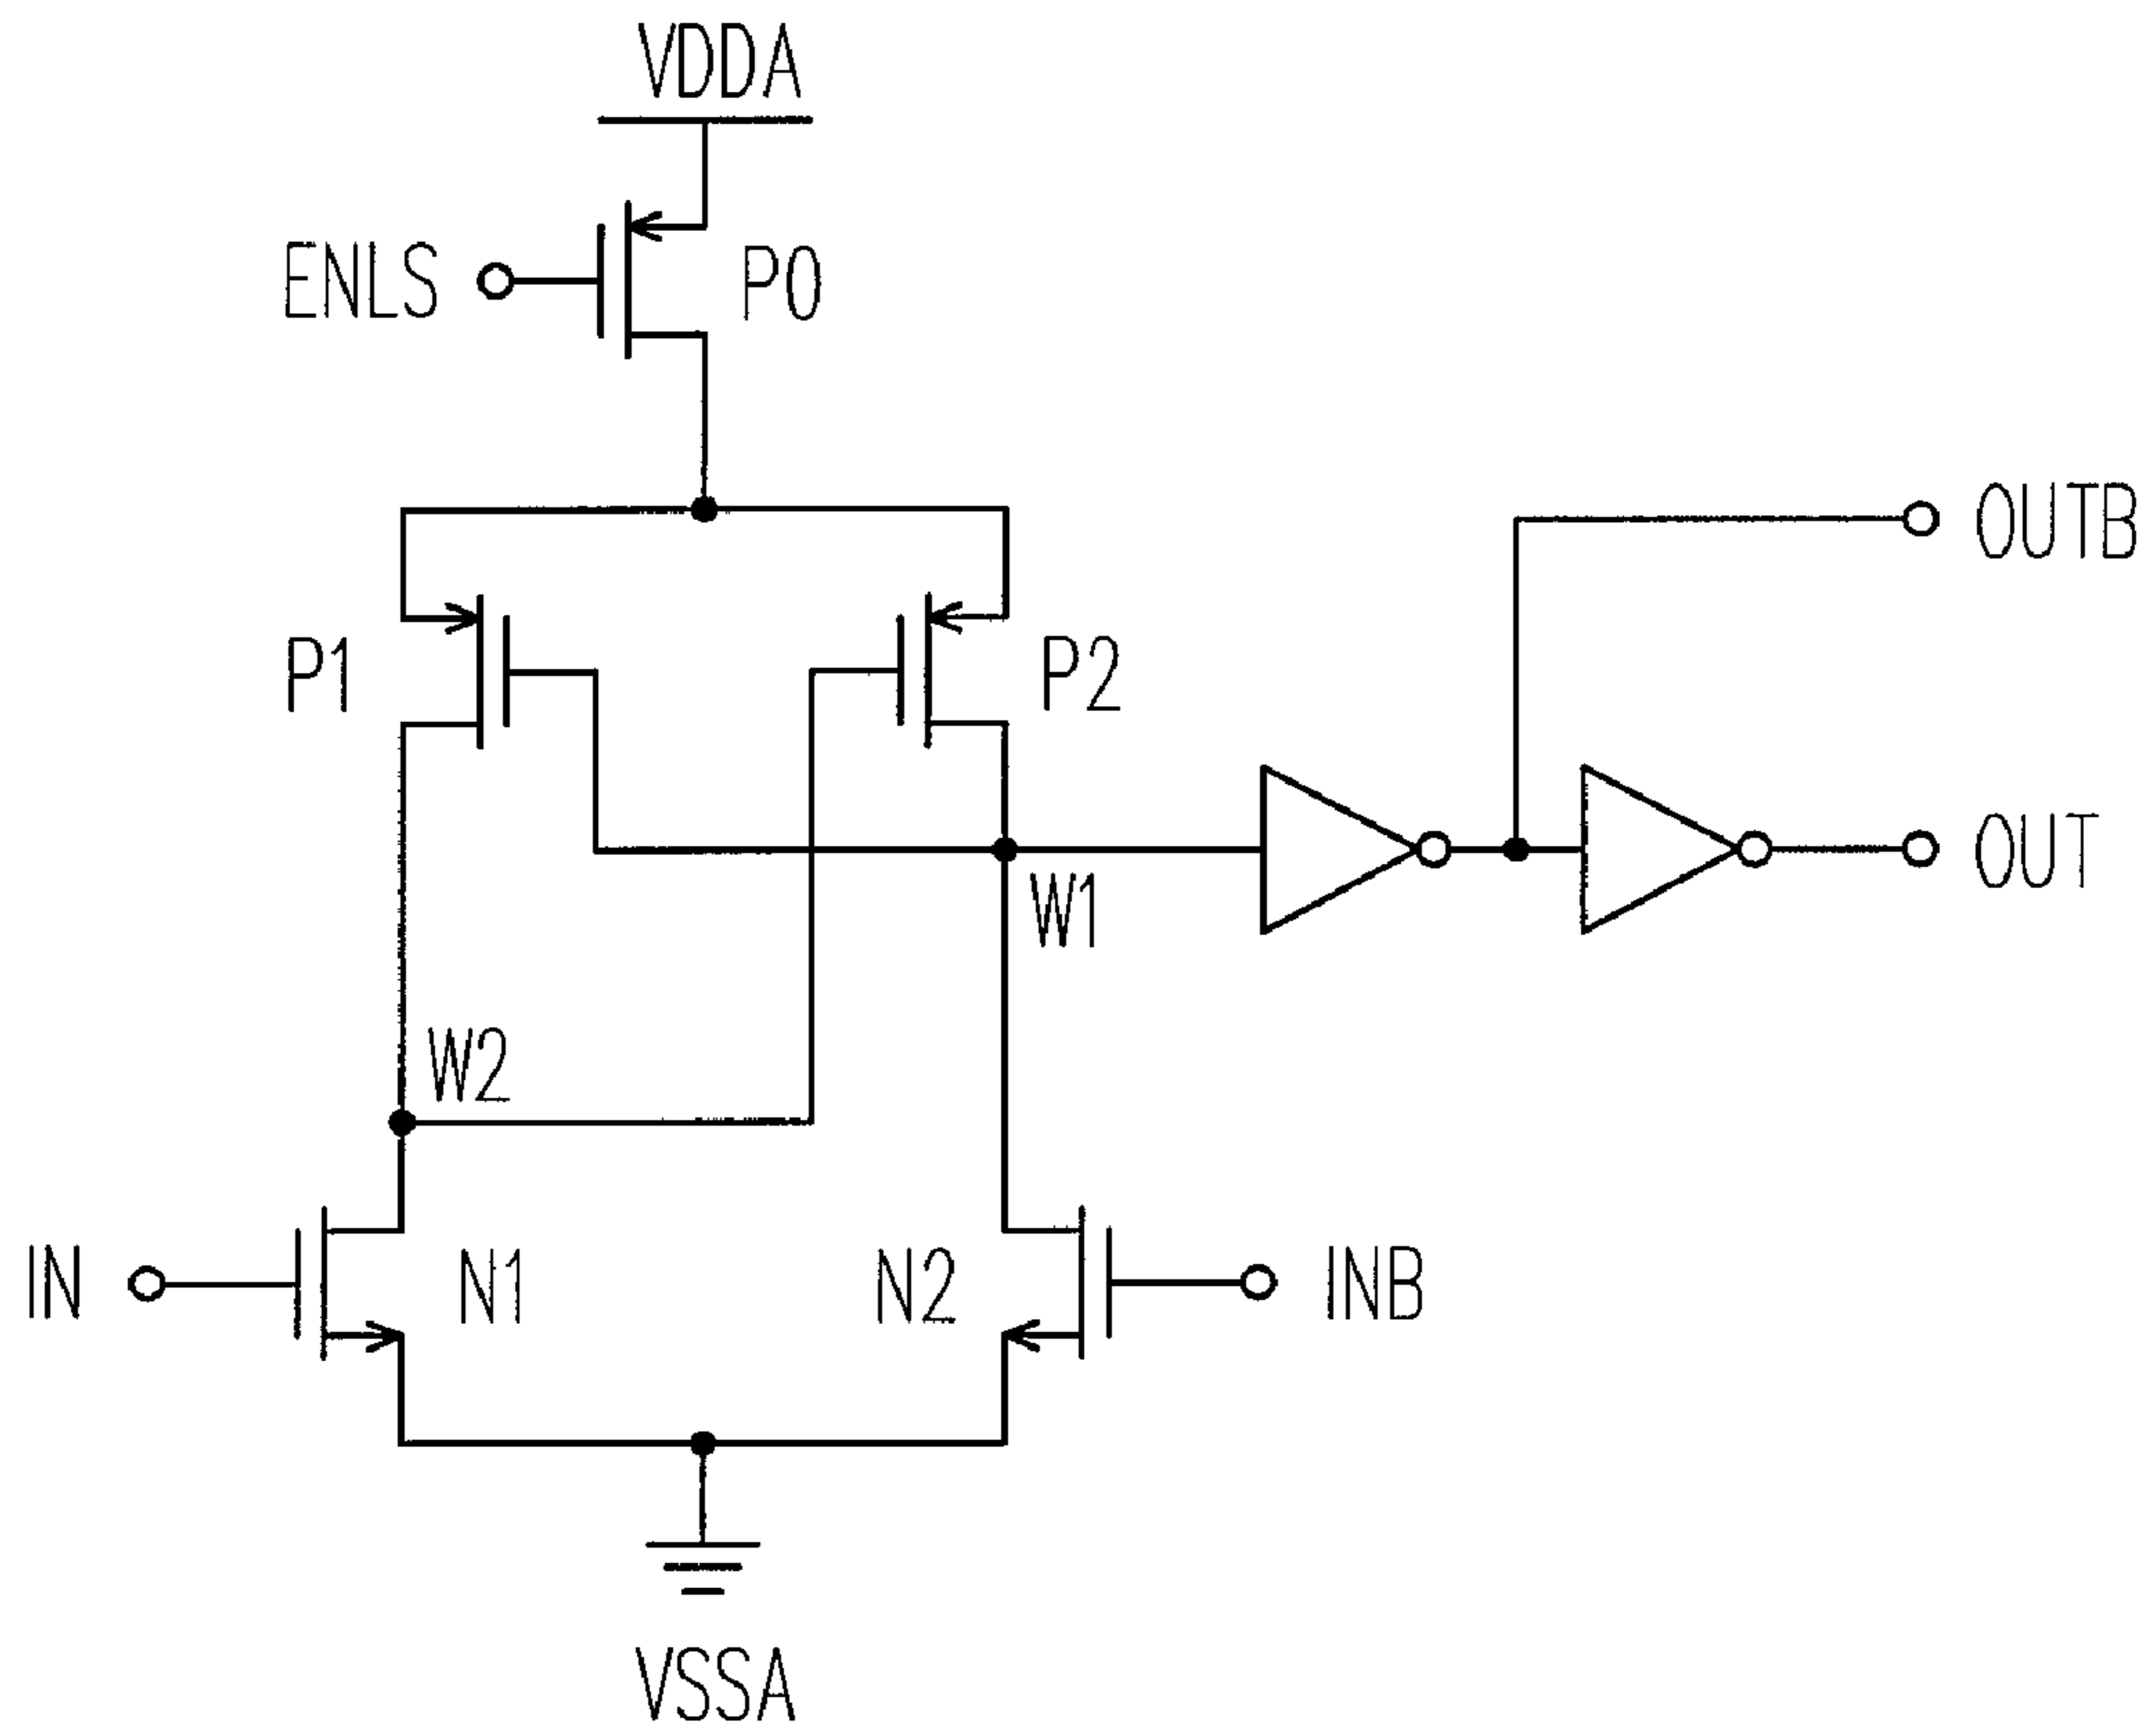 VDDA
ENLS
P0
OUTB
P1
P2
OUT
W1
W2
IN
N1
N2
INB
VSSA